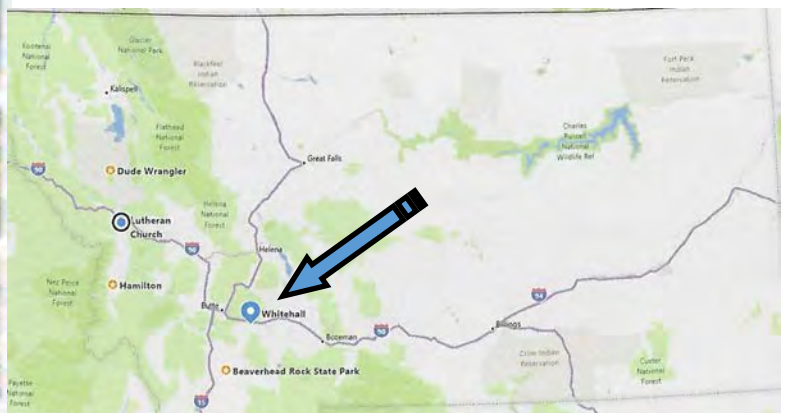 Kootenai
National
Forest
Glacier
National Park
Blackfeet
Indian
Reservation
Fort Peck
Indian
Reservation
Kalispell
Flathead
National
Forest
Charles
Russell
National
Wildlife Ref
90
Dude Wrangler
Great Falls
Helena
National
Forest
Lutheran
Church
90
Helena
Nez Perce
National
Forest
Hamilton
94
Butte
Whitehall
Bozeman
90
Billings
Crow Indian
Reservation
Custer
National
Forest
Beaverhead Rock State Park
Payette
National
Forest
15